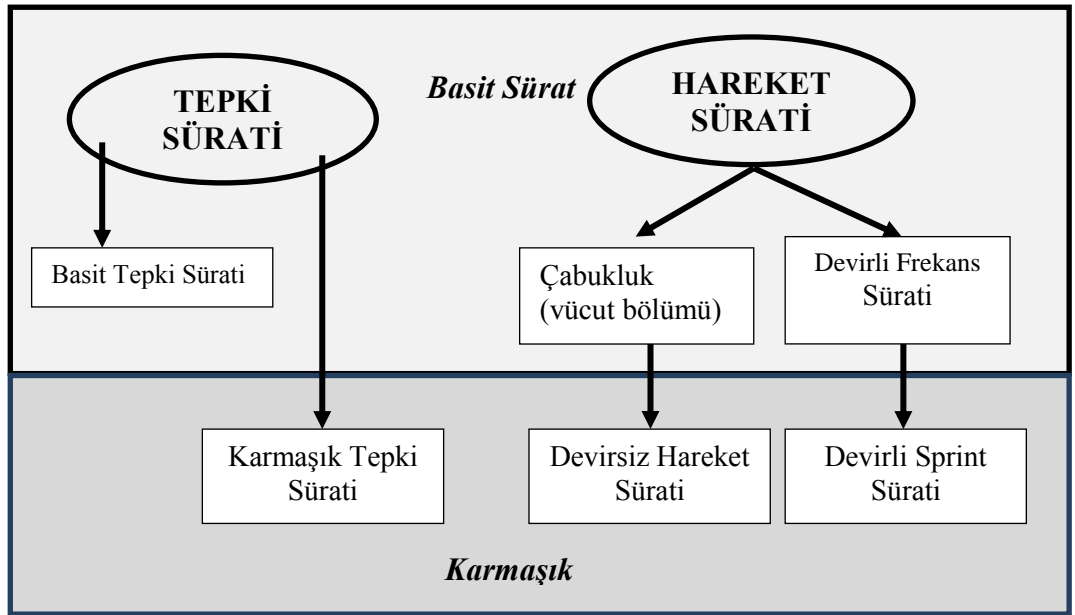 TEPKİ
SÜRATİ
Basit Sürat
HAREKET
SÜRATİ
Basit Tepki Sürati
Çabukluk
(vücut bölümü)
Devirli Frekans
Sürati
Karmaşık Tepki
Sürati
Devirsiz Hareket
Sürati
Devirli Sprint
Sürati
Karmaşık